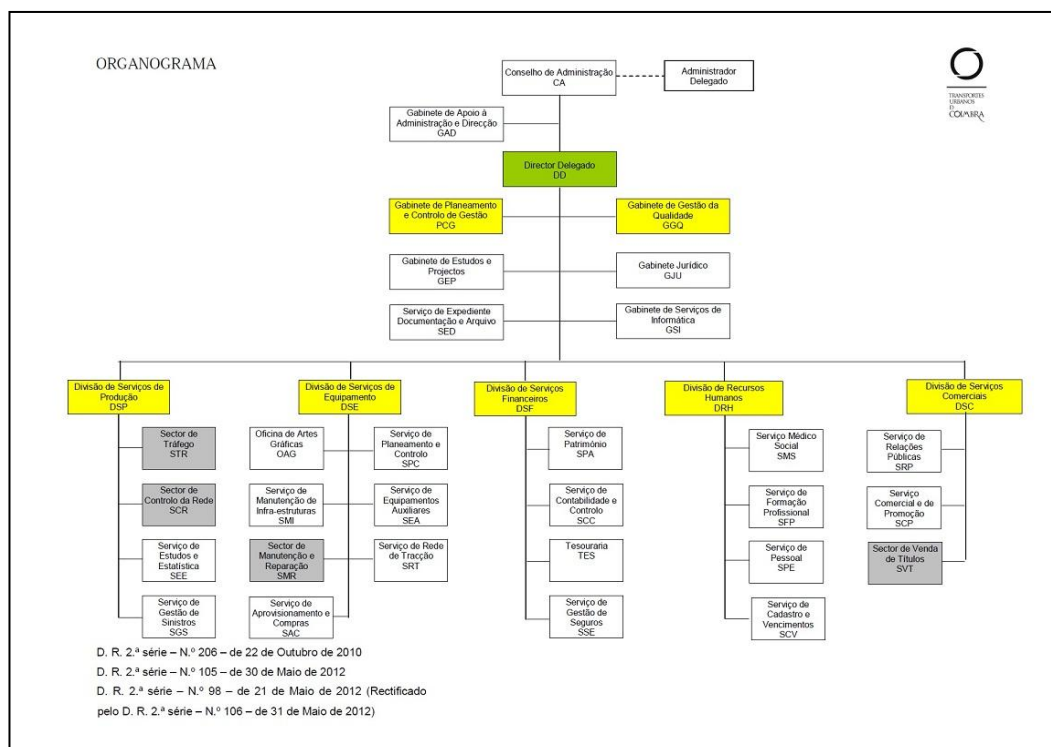 ORGANOGRAMA
Conselho de Administração
CA
Administrador
Delegado
TRANSPORTES
URBANOS
DE
COIMBRA
Gabinete de Apoio à
Administração e Direcção
GAD
Director Delegado
DD
Gabinete de Planeamento
e Controlo de Gestão
PCG
Gabinete de Gestão da
Qualidade
GGQ
Gabinete de Estudos e
Projectos
GEP
Gabinete Jurídico
GJU
Serviço de Expediente
Documentação e Arquivo
SED
Gabinete de Serviços de
Informática
GSI
Divisão de Serviços de
Produção
DSP
Divisão de Serviços de
Equipamento
DSE
Divisão de Serviços
Financeiros
DSF
Divisão de Recursos
Humanos
DRH
Divisão de Serviços
Comerciais
DSC
Sector de
Tráfego
STR
Oficina de Artes
Gráficas
OAG
Serviço de
Planeamento e
Controlo
SPC
Serviço de
Património
SPA
Serviço Médico
Social
SMS
Serviço de
Relações
Públicas
SRP
Sector de
Controlo da Rede
SCR
Serviço de
Manutenção de
Infra-estruturas
SMI
Serviço de
Equipamentos
Auxiliares
SEA
Serviço de
Contabilidade e
Controlo
SCC
Serviço de
Formação
Profissional
SFP
Serviço
Comercial e de
Promoção
SCP
Serviço de
Estudos e
Estatística
SEE
Sector de
Manutenção e
Reparação
SMR
Serviço de Rede
de Tracção
SRT
Tesouraria
TES
Serviço de
Pessoal
SPE
Sector de Venda
de Títulos
SVT
Serviço de
Gestão de
Sinistros
SGS
Serviço de
Aprovisionamento e
Compras
SAC
Serviço de
Gestão de
Seguros
SSE
Serviço de
Cadastro e
Vencimentos
SCV
D. R. 2.ª série – N.º 206 – de 22 de Outubro de 2010
D. R. 2.ª série – N.º 105 – de 30 de Maio de 2012
D. R. 2.ª série – N.º 98 – de 21 de Maio de 2012 (Rectificado
pelo D. R. 2.ª série – N.º 106 – de 31 de Maio de 2012)